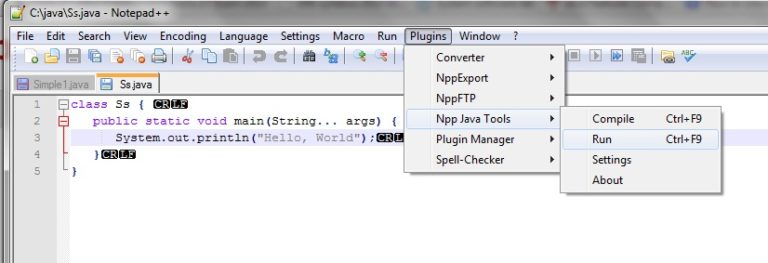 C:\java\Ss.java - Notepad++
File Edit Search View Encoding Language Settings Macro Run Plugins Window ?
Simple1.java Ss.java
1 class Ss { CRLF
2 public static void main(String... args) {
3 System.out.println("Hello, World");CRLF
4 }CRLF
5 }
Converter
NppExport
NppFTP
Npp Java Tools
Plugin Manager
Spell-Checker
Compile Ctrl+F9
Run Ctrl+F9
Settings
About